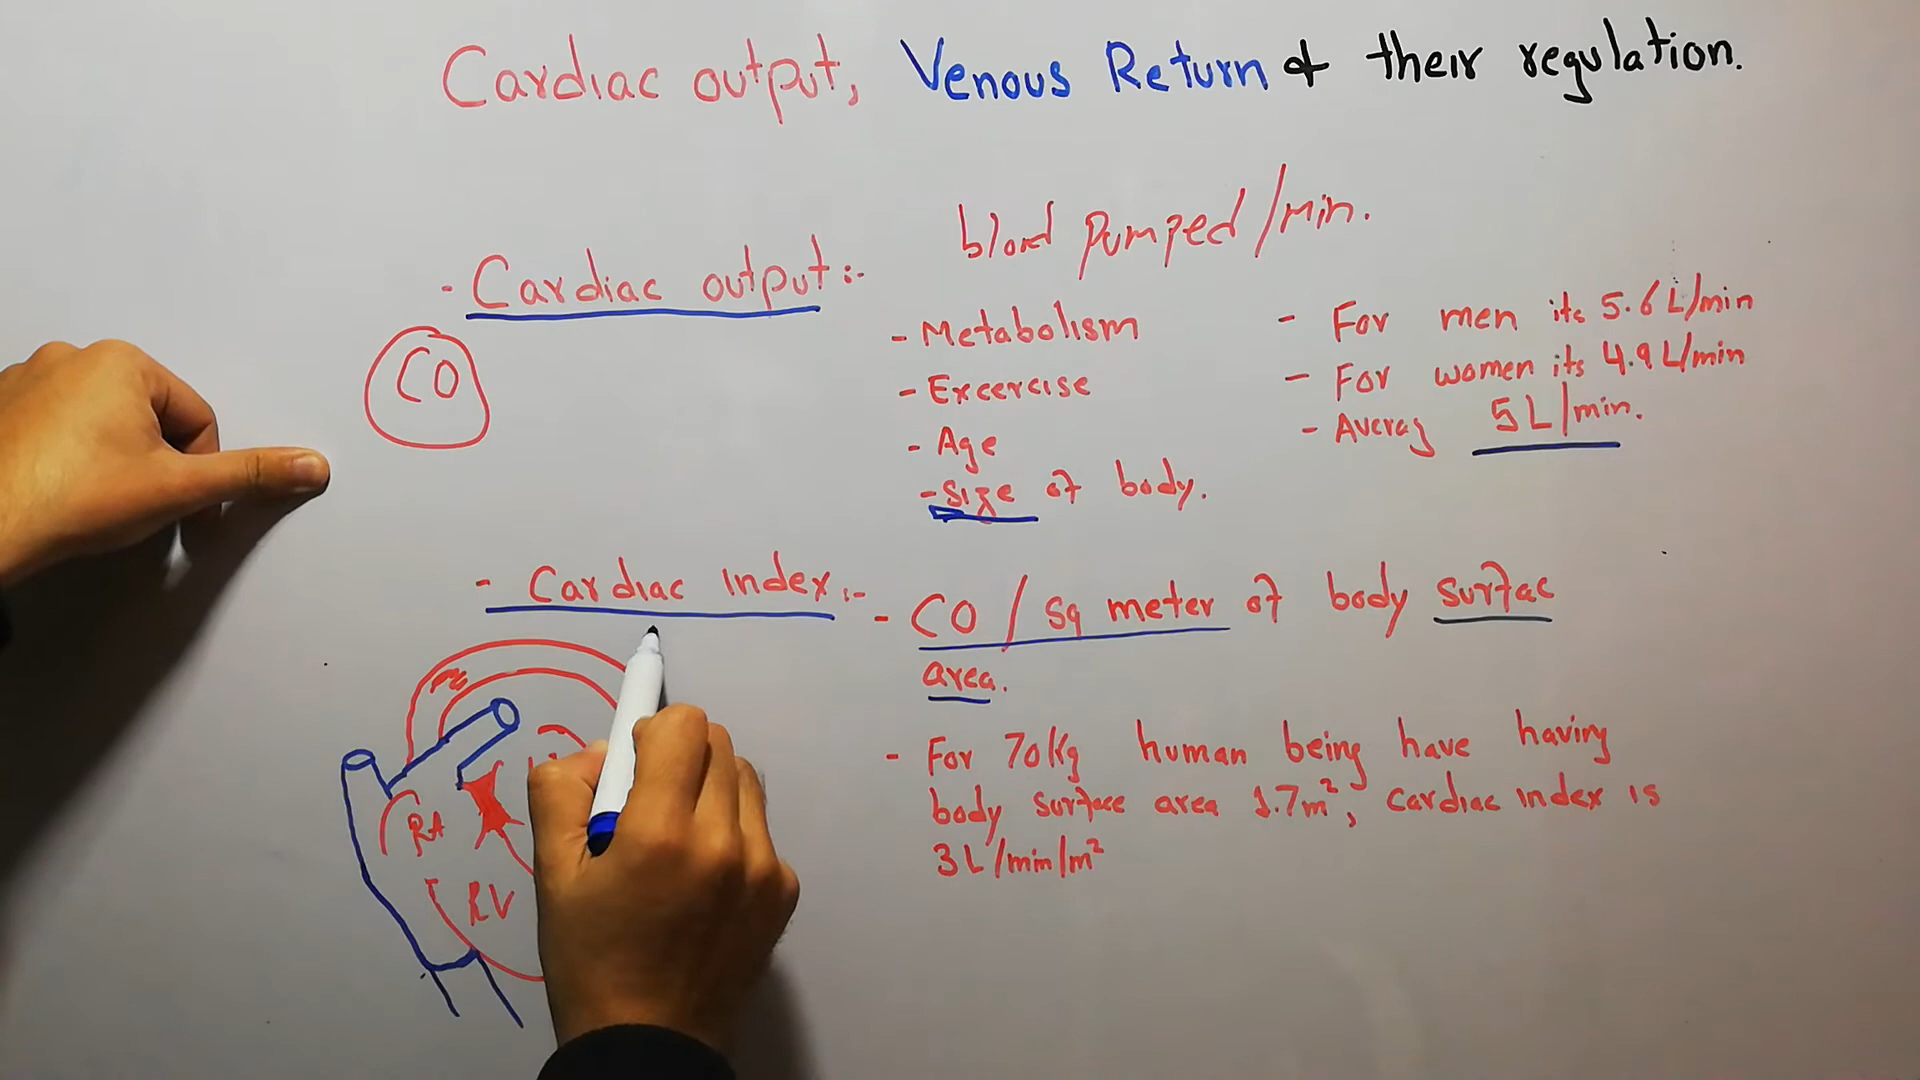 Cardiac output, Venous Return & their regulation.
blood pumped/min.
- Cardiac output:-
CO
- Metabolism
- Excercise
- Age
- Size of body.
- For men its 5.6 L/min
- For women its 4.9 L/min
- Averag 5 L/min.
- Cardiac Index:-
- CO / Sq meter of body surfac
area.
- For 70Kg human being have having
body surface area 1.7m², cardiac index is
3 L/min/m²
RA
RV